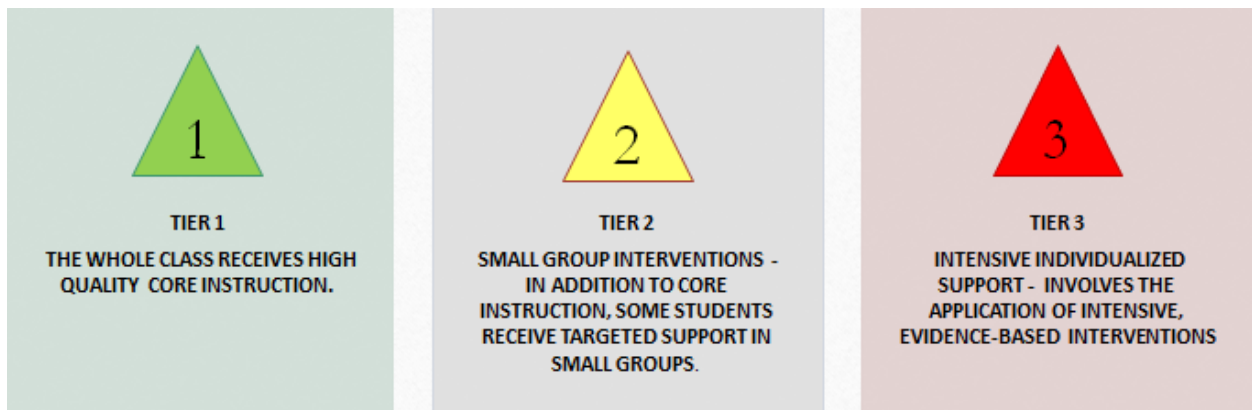 1
TIER 1
THE WHOLE CLASS RECEIVES HIGH
QUALITY CORE INSTRUCTION.
2
TIER 2
SMALL GROUP INTERVENTIONS -
IN ADDITION TO CORE
INSTRUCTION, SOME STUDENTS
RECEIVE TARGETED SUPPORT IN
SMALL GROUPS.
3
TIER 3
INTENSIVE INDIVIDUALIZED
SUPPORT - INVOLVES THE
APPLICATION OF INTENSIVE,
EVIDENCE-BASED INTERVENTIONS